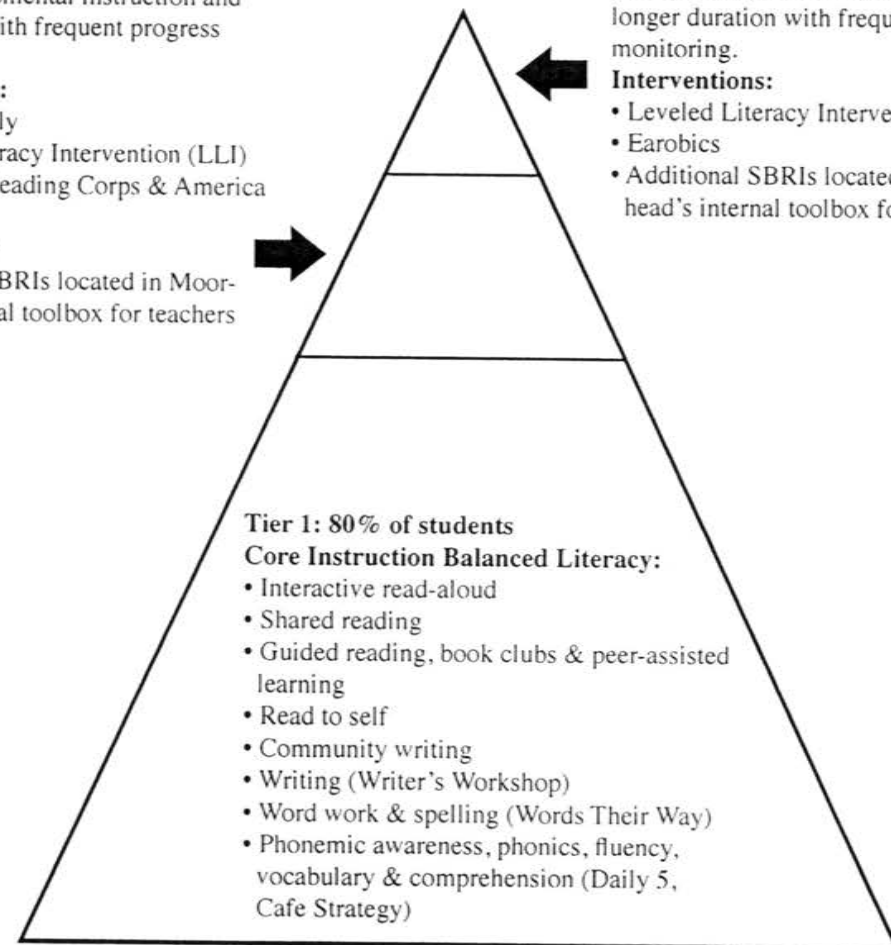 mental instruction and
ith frequent progress
:
ly
racy Intervention (LLI)
eading Corps & America
BRIs located in Moor-
al toolbox for teachers
longer duration with frequ
monitoring.
Interventions:
• Leveled Literacy Interve
• Earobics
• Additional SBRIs located
head's internal toolbox fo
Tier 1: 80% of students
Core Instruction Balanced Literacy:
• Interactive read-aloud
• Shared reading
• Guided reading, book clubs & peer-assisted
learning
• Read to self
• Community writing
• Writing (Writer's Workshop)
• Word work & spelling (Words Their Way)
• Phonemic awareness, phonics, fluency,
vocabulary & comprehension (Daily 5,
Cafe Strategy)